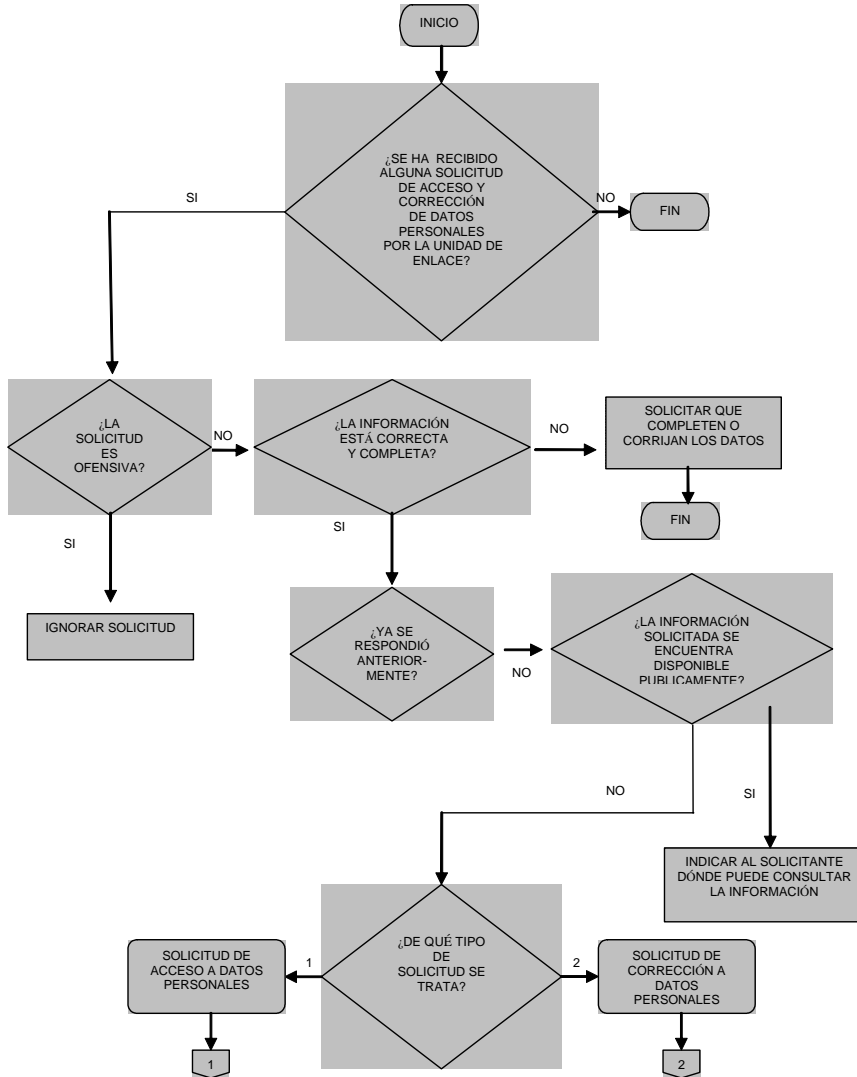 INICIO
¿SE HA RECIBIDO
ALGUNA SOLICITUD
DE ACCESO Y
CORRECCIÓN
DE DATOS
PERSONALES
POR LA UNIDAD DE
ENLACE?
SI
NO
FIN
¿LA
SOLICITUD
ES
OFENSIVA?
NO
¿LA INFORMACIÓN
ESTÁ CORRECTA
Y COMPLETA?
NO
SOLICITAR QUE
COMPLETEN O
CORRIJAN LOS DATOS
FIN
SI
SI
IGNORAR SOLICITUD
¿YA SE
RESPONDIÓ
ANTERIOR-
MENTE?
NO
¿LA INFORMACIÓN
SOLICITADA SE
ENCUENTRA
DISPONIBLE
PUBLICAMENTE?
NO
SI
INDICAR AL SOLICITANTE
DÓNDE PUEDE CONSULTAR
LA INFORMACIÓN
¿DE QUÉ TIPO
DE
SOLICITUD SE
TRATA?
1
SOLICITUD DE
ACCESO A DATOS
PERSONALES
2
SOLICITUD DE
CORRECCIÓN A
DATOS
PERSONALES
1
2